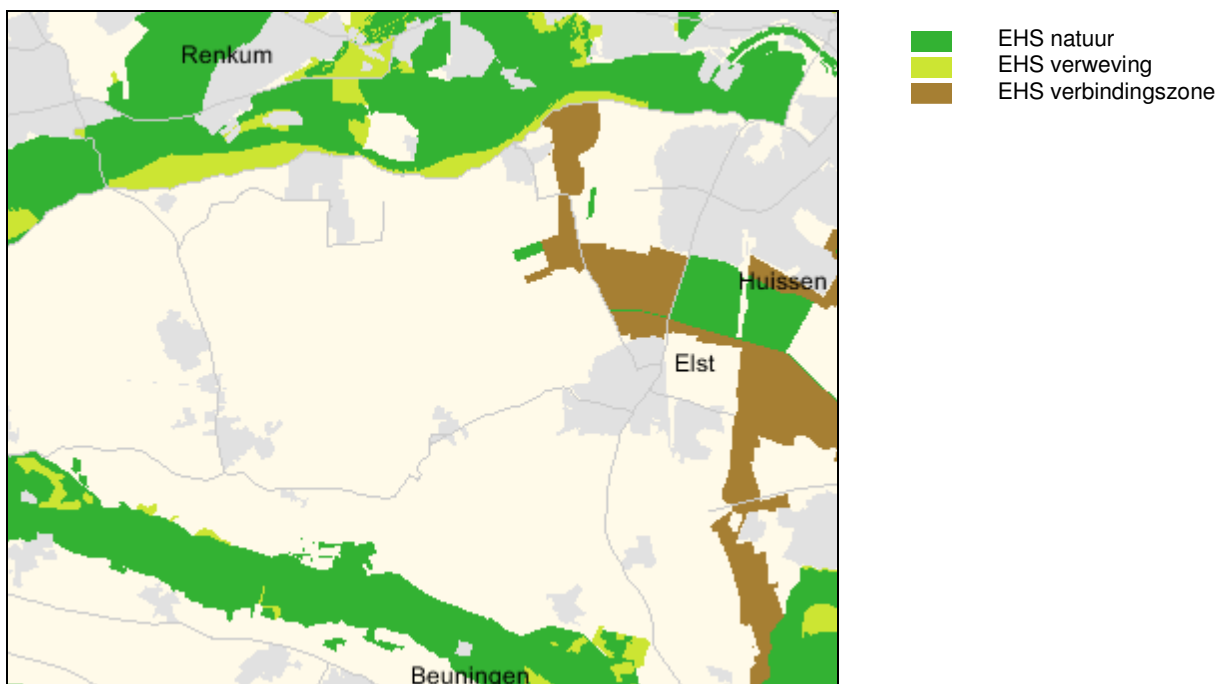 EHS natuur
EHS verweving
EHS verbindingszone
Renkum
Huissen
Elst
Beuningen